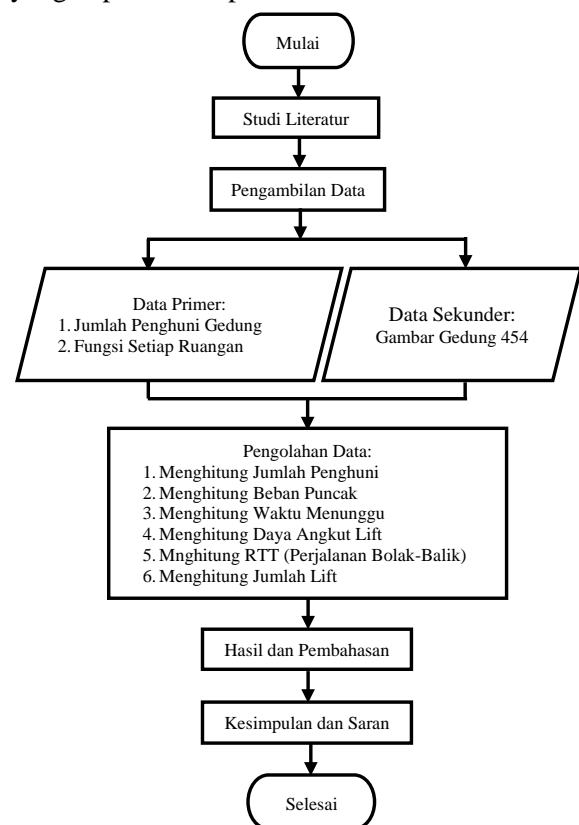 Mulai
Studi Literatur
Pengambilan Data
Data Primer:
1. Jumlah Penghuni Gedung
2. Fungsi Setiap Ruangan
Data Sekunder:
Gambar Gedung 454
Pengolahan Data:
1. Menghitung Jumlah Penghuni
2. Menghitung Beban Puncak
3. Menghitung Waktu Menunggu
4. Menghitung Daya Angkut Lift
5. Mnghitung RTT (Perjalanan Bolak-Balik)
6. Menghitung Jumlah Lift
Hasil dan Pembahasan
Kesimpulan dan Saran
Selesai